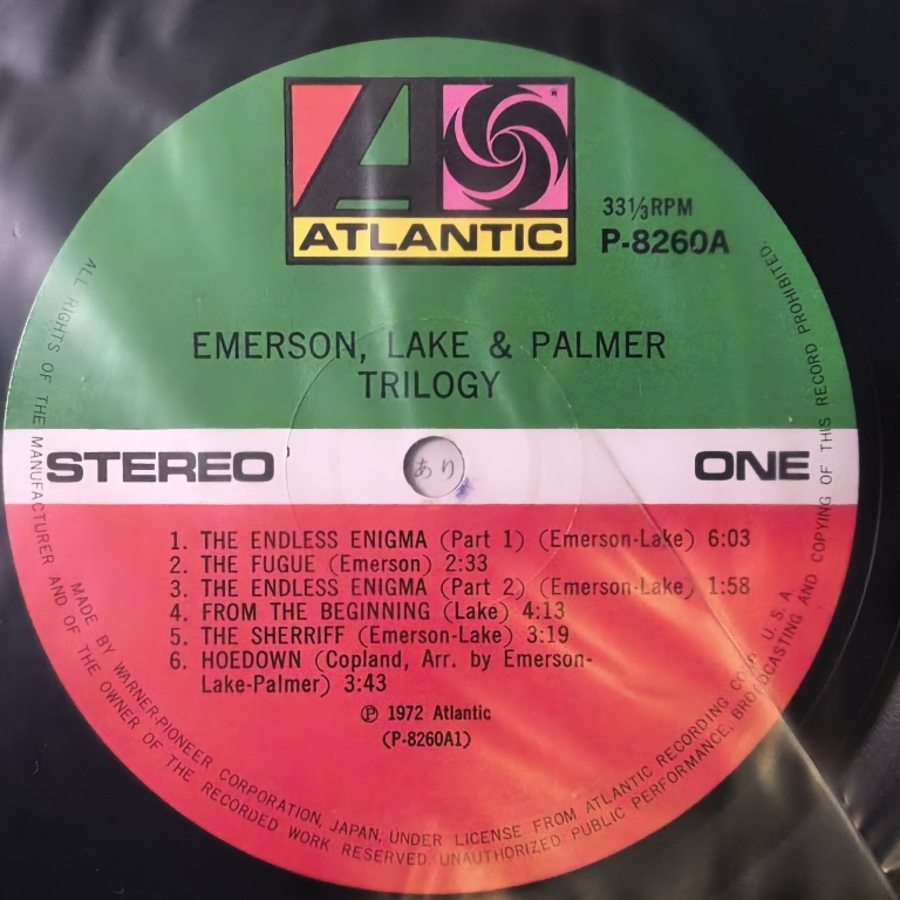 ATLANTIC
33⅓RPM
P-8260A
EMERSON, LAKE & PALMER
TRILOGY
STEREO
あり
ONE
1. THE ENDLESS ENIGMA (Part 1) (Emerson-Lake) 6:03
2. THE FUGUE (Emerson) 2:33
3. THE ENDLESS ENIGMA (Part 2) (Emerson-Lake) 1:58
4. FROM THE BEGINNING (Lake) 4:13
5. THE SHERRIFF (Emerson-Lake) 3:19
6. HOEDOWN (Copland, Arr. by Emerson-
Lake-Palmer) 3:43
℗ 1972 Atlantic
(P-8260A1)
MADE BY WARNER-PIONEER CORPORATION, JAPAN, UNDER LICENSE FROM ATLANTIC RECORDING CORP. U.S.A.
ALL RIGHTS OF THE MANUFACTURER AND OF THE OWNER OF THE RECORDED WORK RESERVED. UNAUTHORIZED PUBLIC PERFORMANCE, BROADCASTING AND COPYING OF THIS RECORD PROHIBITED.